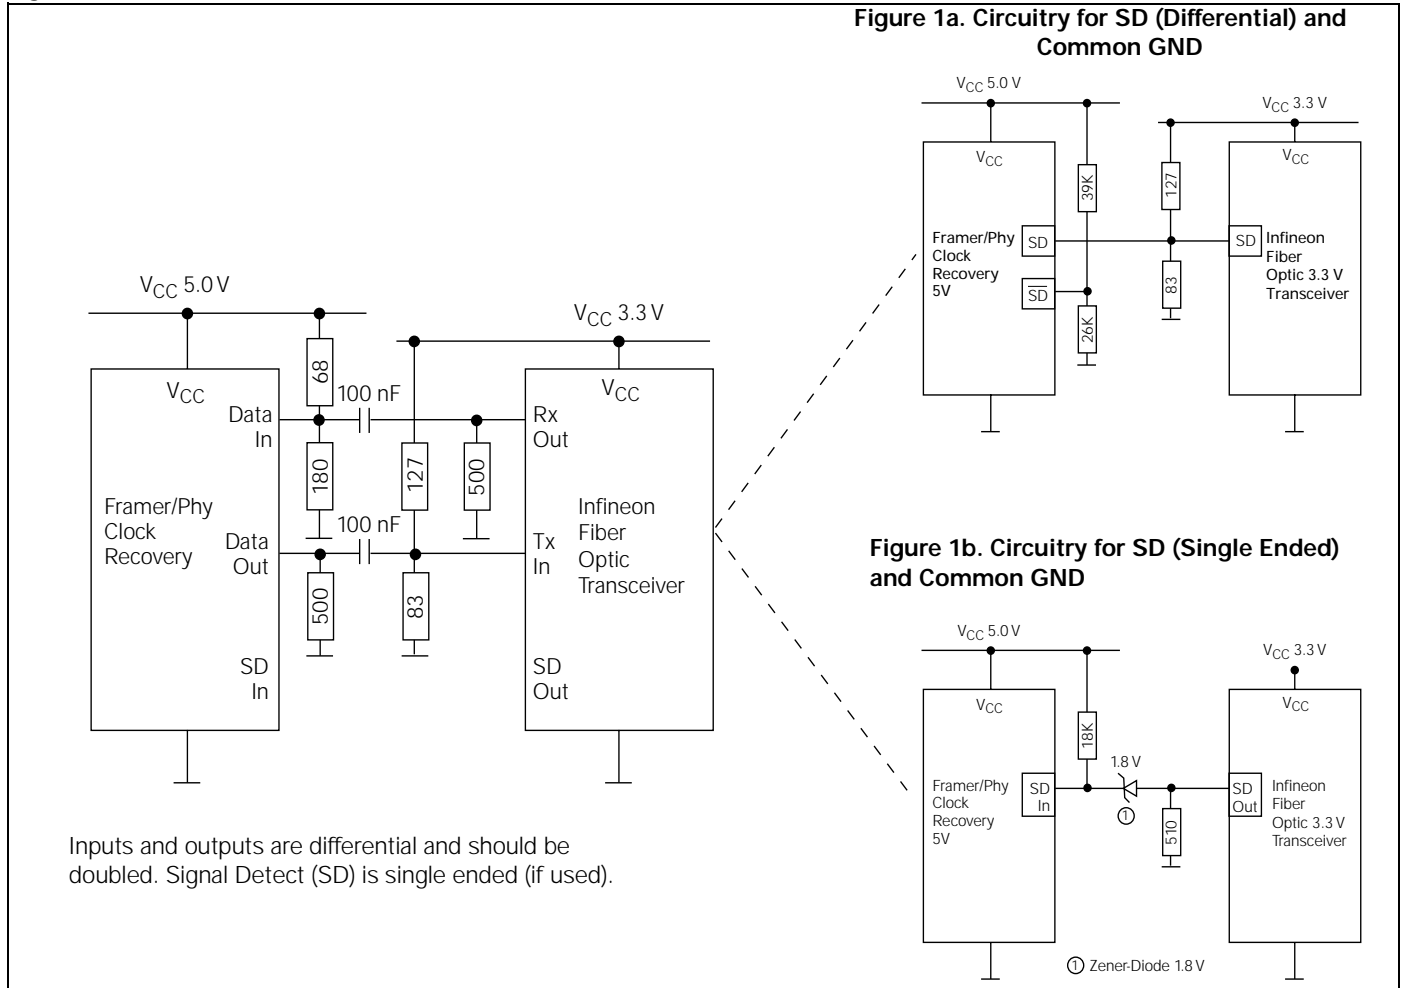 Figure 1a. Circuitry for SD (Differential) and
Common GND
VCC 5.0 V
VCC 3.3 V
VCC
VCC
39K
127
Framer/Phy
Clock
Recovery
5V
SD
SD
SD
Infineon
Fiber
Optic 3.3 V
Transceiver
83
26K
VCC 5.0 V
VCC 3.3 V
68
VCC
100 nF
VCC
Data
In
Rx
Out
180
127
500
Framer/Phy
Clock
Recovery
100 nF
Infineon
Fiber
Optic
Transceiver
Data
Out
Tx
In
500
83
SD
In
SD
Out
Inputs and outputs are differential and should be
doubled. Signal Detect (SD) is single ended (if used).
Figure 1b. Circuitry for SD (Single Ended)
and Common GND
VCC 5.0 V
VCC 3.3 V
VCC
VCC
18K
1.8 V
Framer/Phy
Clock
Recovery
5V
SD
In
1
510
SD
Out
Infineon
Fiber
Optic 3.3 V
Transceiver
① Zener-Diode 1.8 V